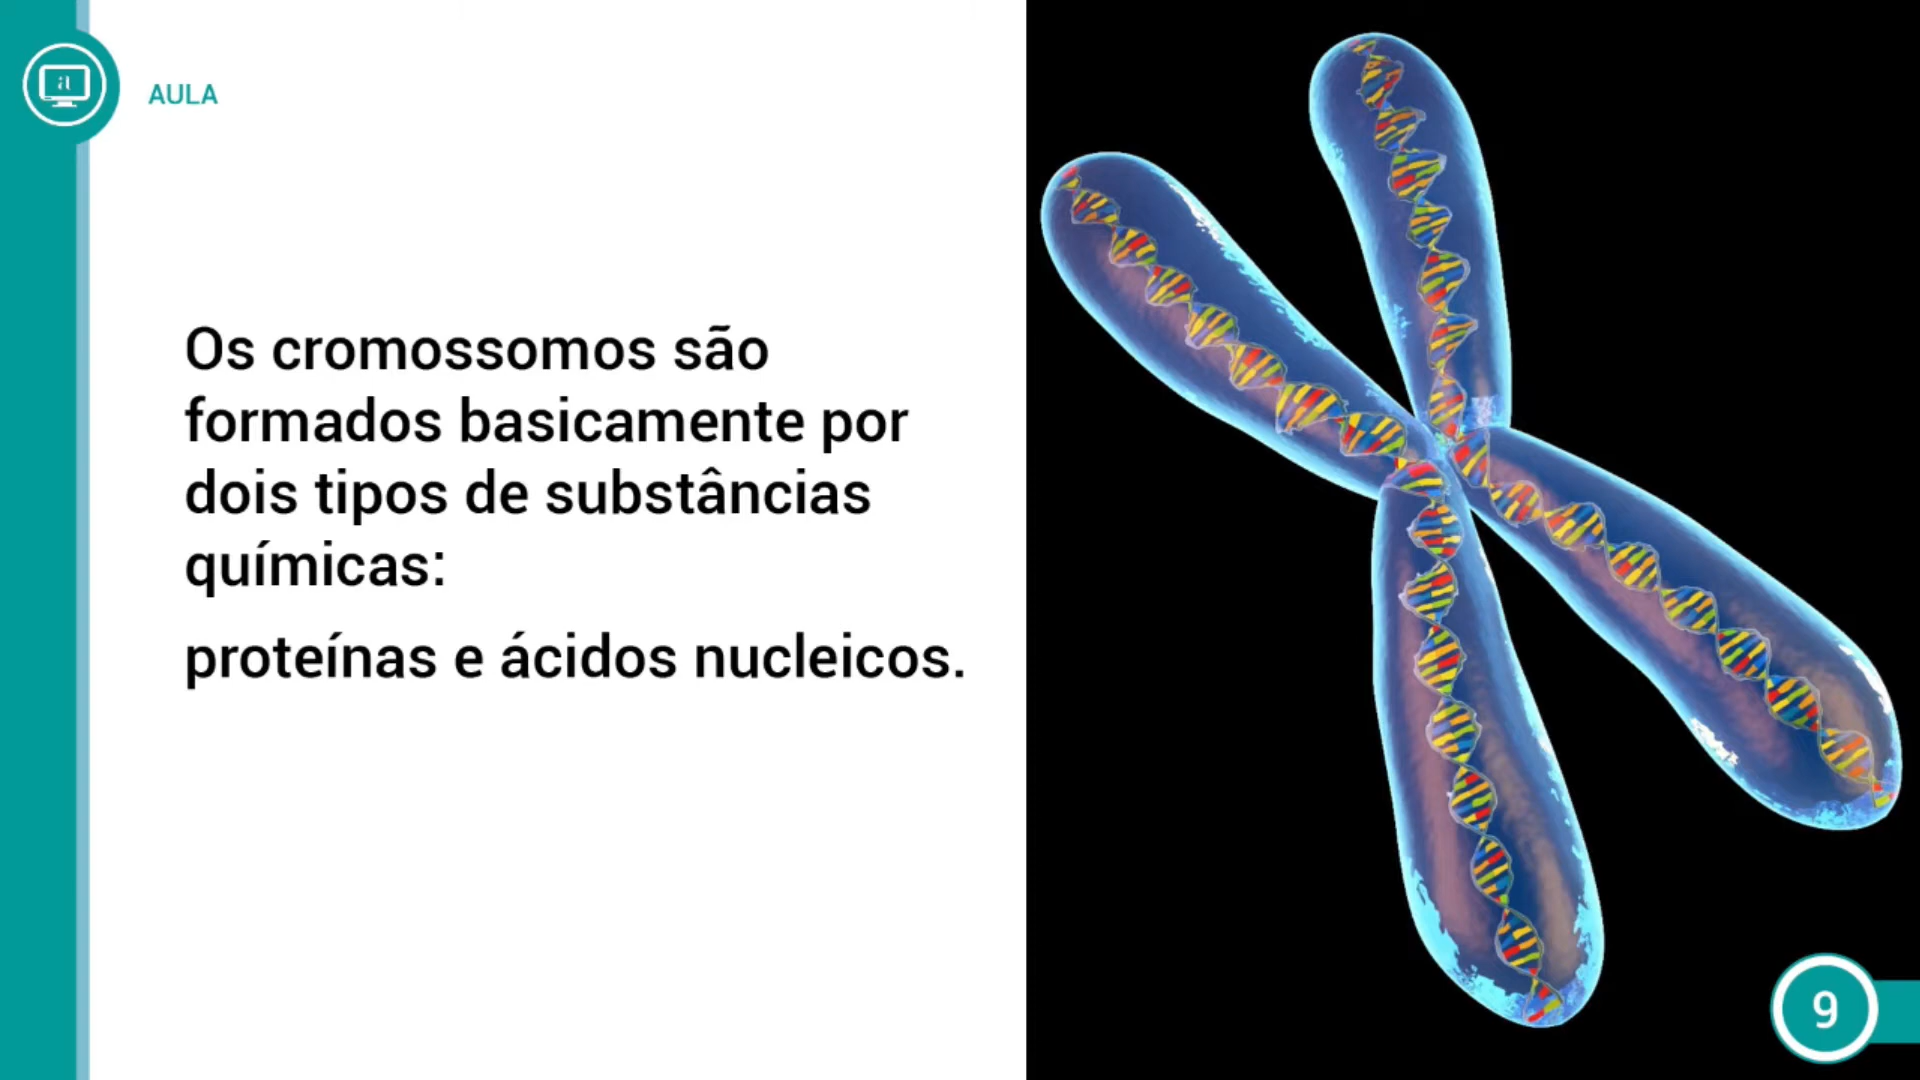 a
AULA
Os cromossomos são
formados basicamente por
dois tipos de substâncias
químicas:
proteínas e ácidos nucleicos.
9